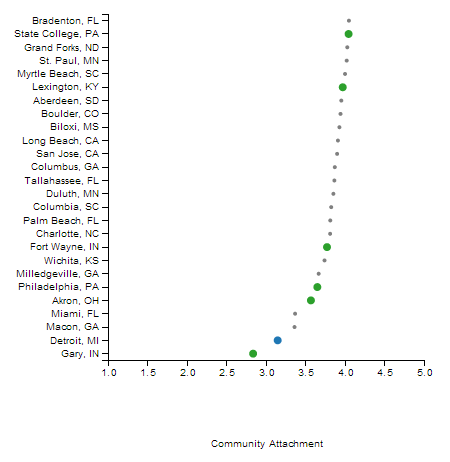 Bradenton, FL
State College, PA
Grand Forks, ND
St. Paul, MN
Myrtle Beach, SC
Lexington, KY
Aberdeen, SD
Boulder, CO
Biloxi, MS
Long Beach, CA
San Jose, CA
Columbus, GA
Tallahassee, FL
Duluth, MN
Columbia, SC
Palm Beach, FL
Charlotte, NC
Fort Wayne, IN
Wichita, KS
Milledgeville, GA
Philadelphia, PA
Akron, OH
Miami, FL
Macon, GA
Detroit, MI
Gary, IN
1.0 1.5 2.0 2.5 3.0 3.5 4.0 4.5 5.0
Community Attachment